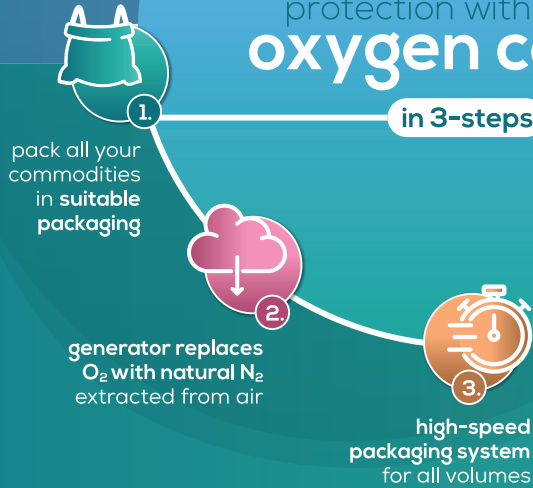 protection with
oxygen c
in 3-steps
1.
pack all your
commodities
in suitable
packaging
2.
generator replaces
O₂ with natural N₂
extracted from air
3.
high-speed
packaging system
for all volumes